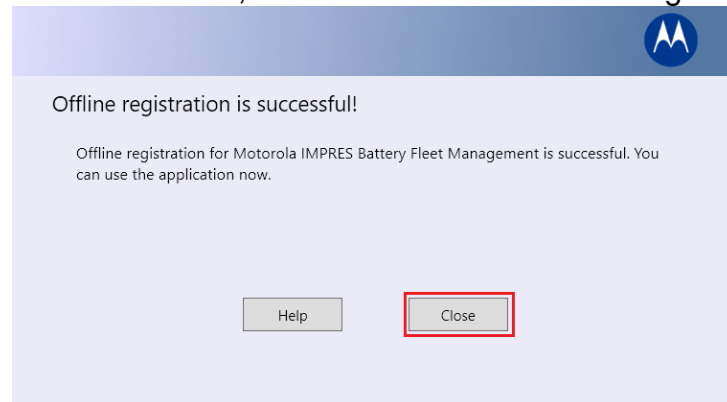 Offline registration is successful!
Offline registration for Motorola IMPRES Battery Fleet Management is successful. You
can use the application now.
Help
Close